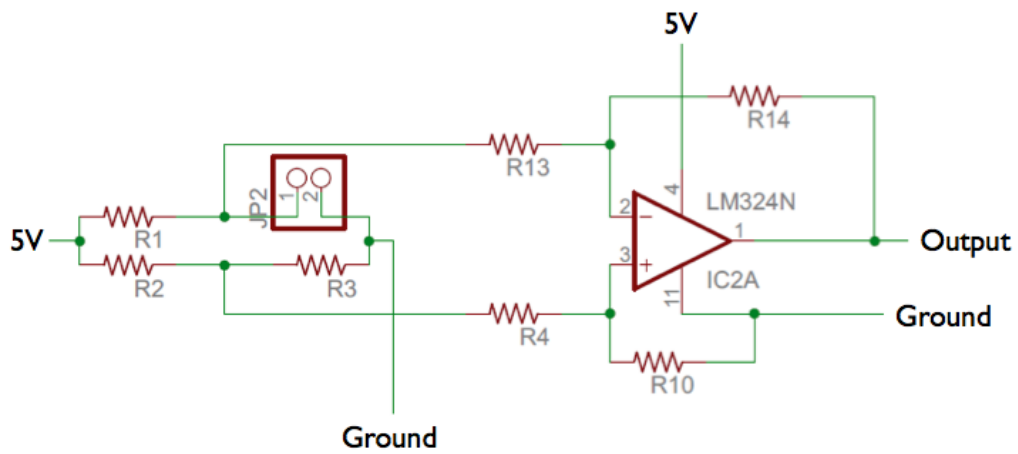 5V
R14
R13
JP2
1
2
4
LM324N
2
1
5V
R1
Output
3
R2
R3
IC2A
11
R4
Ground
R10
Ground